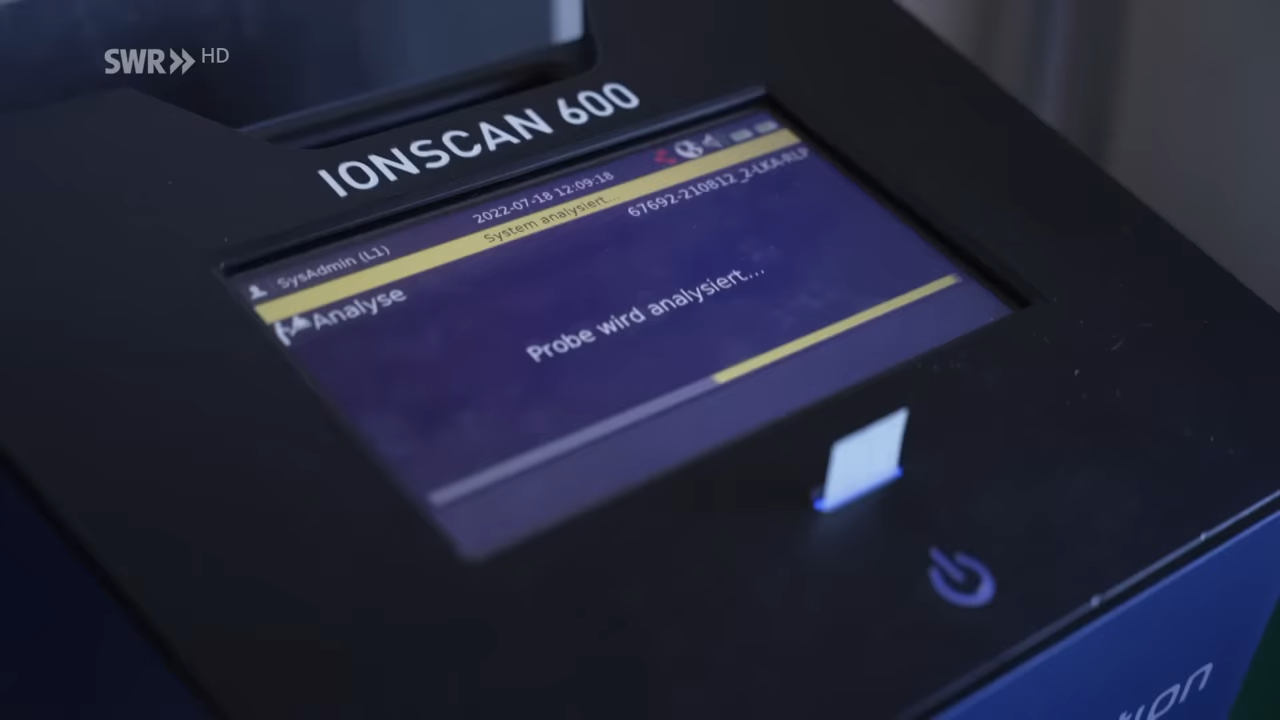 SWR» HD
IONSCAN 600
2022-07-18 12:09:18
SysAdmin (L1)
System analysiert...
67692-210812_2-LKA-RLP
Analyse
Probe wird analysiert...